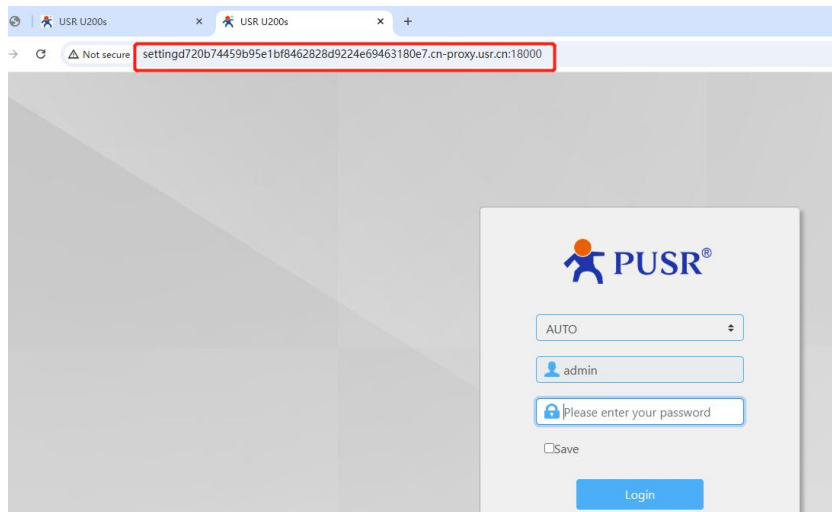 USR U200s × USR U200s × +
Not secure settingd720b74459b95e1bf8462828d9224e69463180e7.cn-proxy.usr.cn:18000
PUSR®
AUTO
admin
Please enter your password
Save
Login